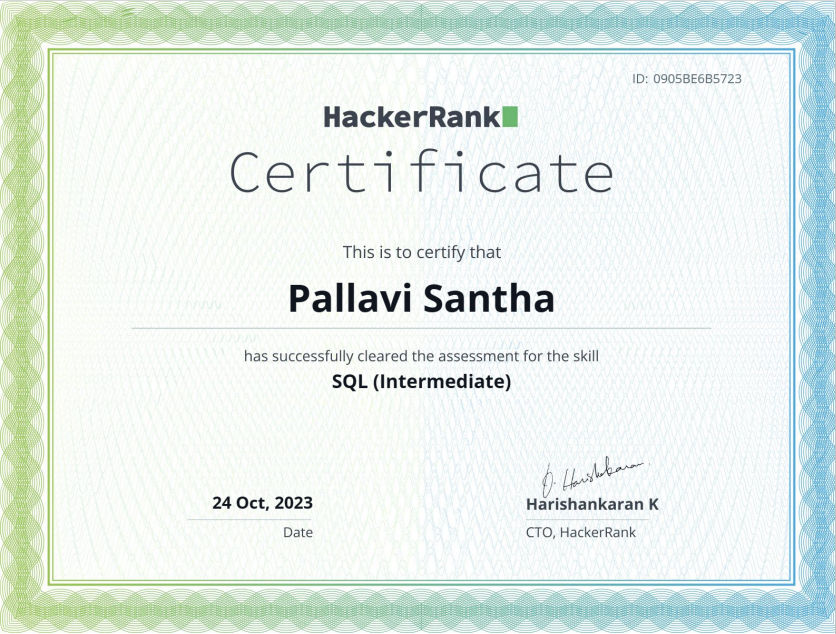 ID: 0905BE6B5723
HackerRank
Certificate
This is to certify that
Pallavi Santha
has successfully cleared the assessment for the skill
SQL (Intermediate)
24 Oct, 2023
Date
D. Harishankaran
Harishankaran K
CTO, HackerRank